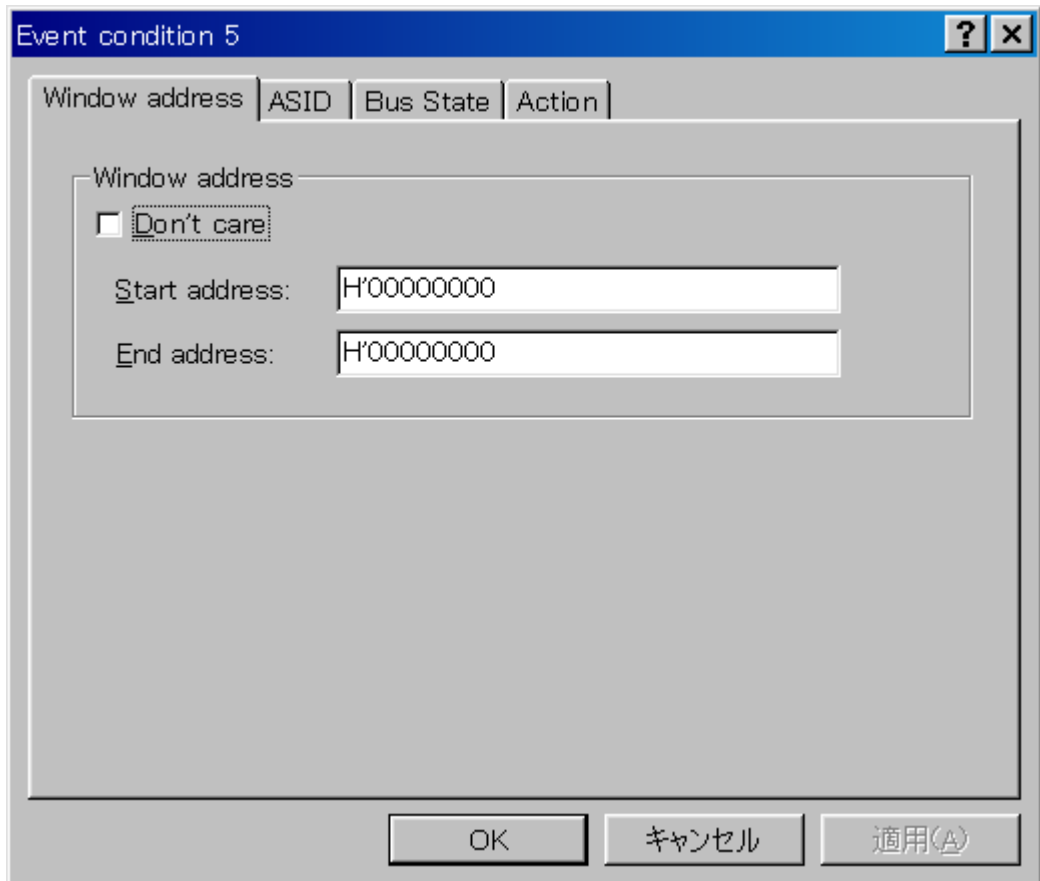 Event condition 5
Window address ASID Bus State Action
Window address
Don't care
Start address: H'00000000
End address: H'00000000
OK キャンセル 適用(A)